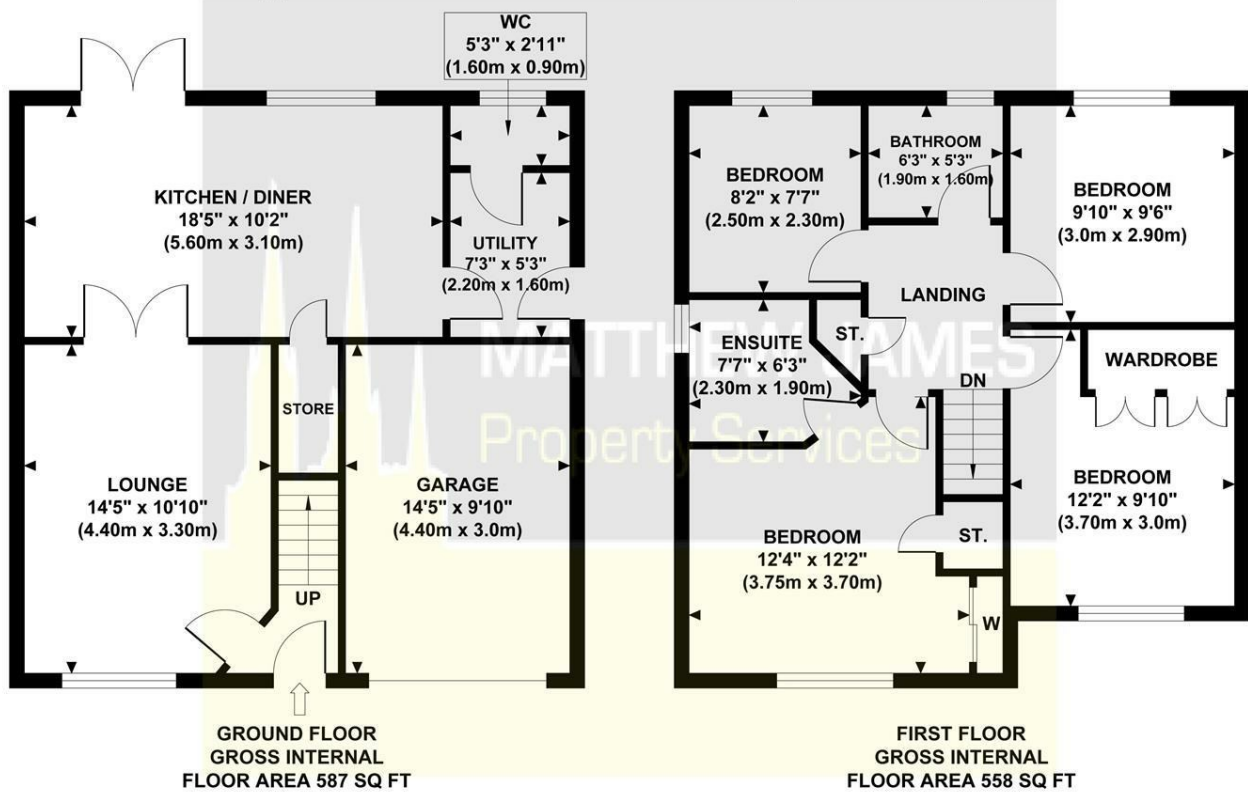 WC
5'3" x 2'11"
(1.60m x 0.90m)
KITCHEN / DINER
18'5" x 10'2"
(5.60m x 3.10m)
UTILITY
7'3" x 5'3"
(2.20m x 1.60m)
STORE
LOUNGE
14'5" x 10'10"
(4.40m x 3.30m)
GARAGE
14'5" x 9'10"
(4.40m x 3.0m)
UP
GROUND FLOOR
GROSS INTERNAL
FLOOR AREA 587 SQ FT
BEDROOM
8'2" x 7'7"
(2.50m x 2.30m)
BATHROOM
6'3" x 5'3"
(1.90m x 1.60m)
BEDROOM
9'10" x 9'6"
(3.0m x 2.90m)
LANDING
ENSUITE
7'7" x 6'3"
(2.30m x 1.90m)
ST.
DN
WARDROBE
BEDROOM
12'2" x 9'10"
(3.70m x 3.0m)
BEDROOM
12'4" x 12'2"
(3.75m x 3.70m)
ST.
W
FIRST FLOOR
GROSS INTERNAL
FLOOR AREA 558 SQ FT
MATTHEW JAMES
Property Services